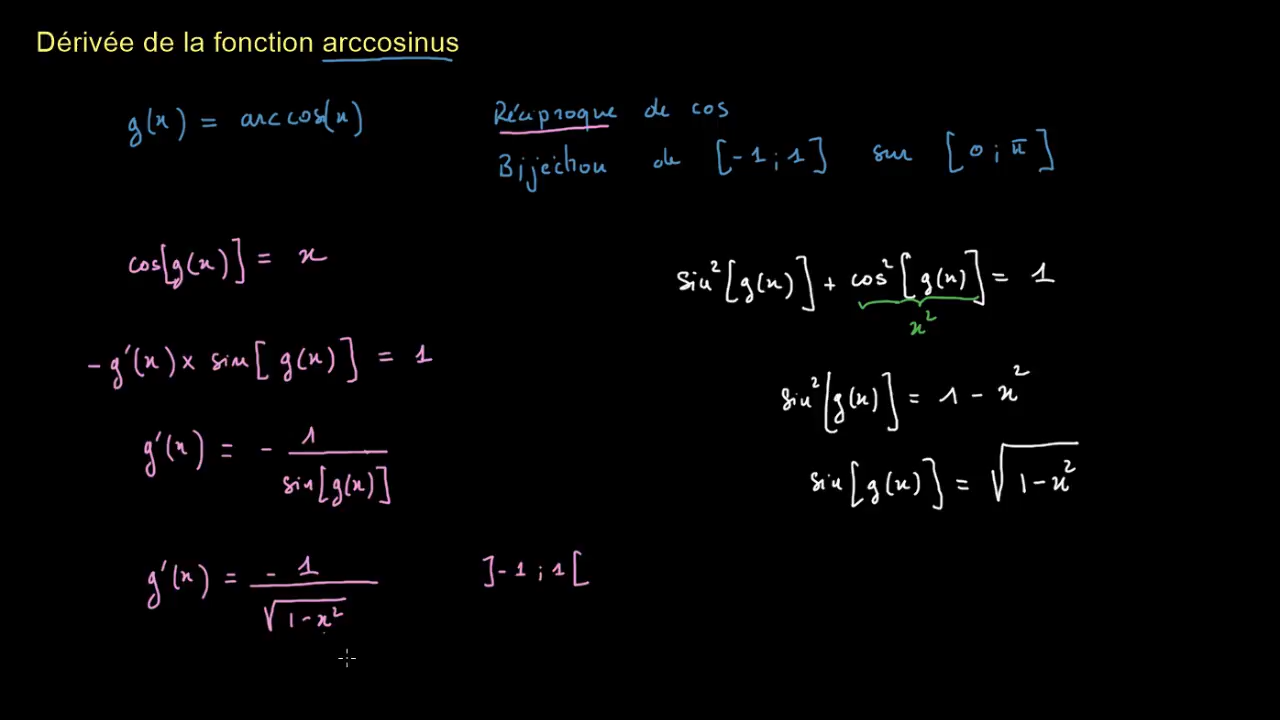 Dérivée de la fonction arccosinus
g(x) = arccos(x)
Réciproque de cos
Bijection de [-1 ; 1] sur [0 ; π]
cos[g(x)] = x
-g'(x) × sin[g(x)] = 1
g'(x) = - 1 / sin[g(x)]
g'(x) = -1 / √(1-x²)
]-1 ; 1[
sin²[g(x)] + cos²[g(x)] = 1
x²
sin²[g(x)] = 1 - x²
sin[g(x)] = √(1-x²)